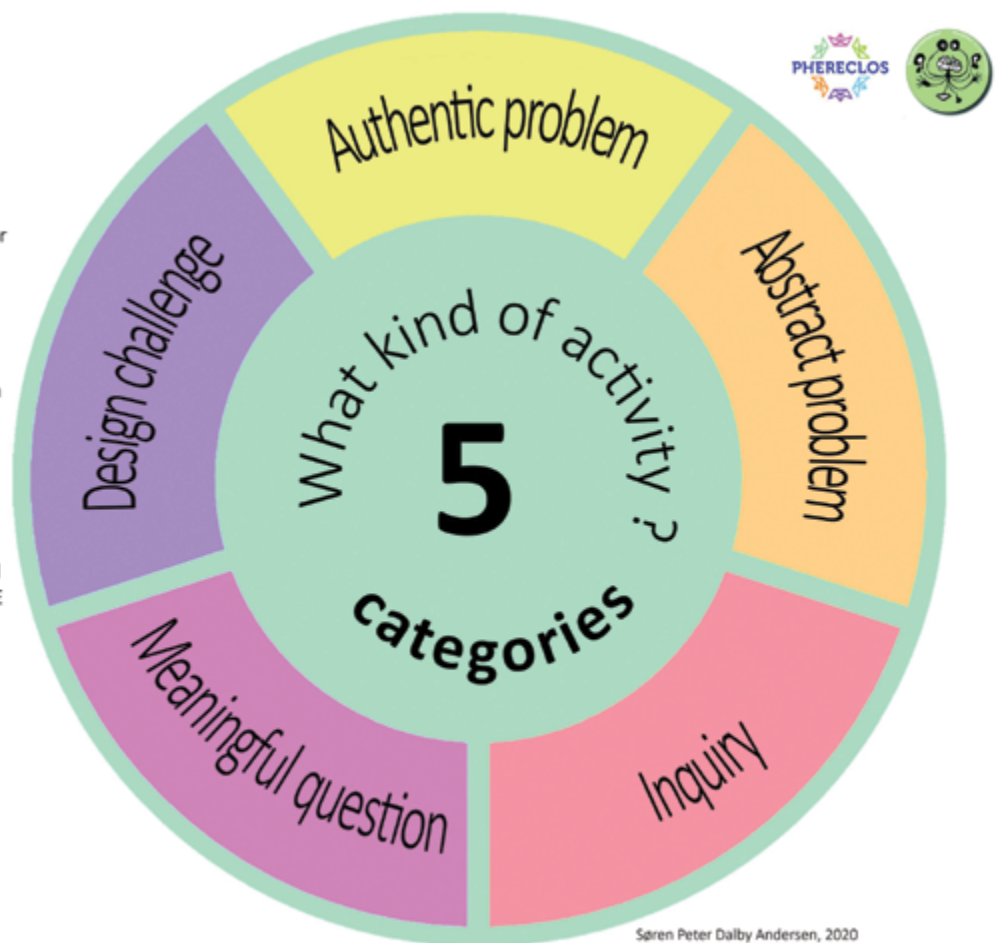 PHERECLOS
Authentic problem
Abstract problem
Inquiry
Meaningful question
Design challenge
What kind of activity ?
5
categories
Søren Peter Dalby Andersen, 2020